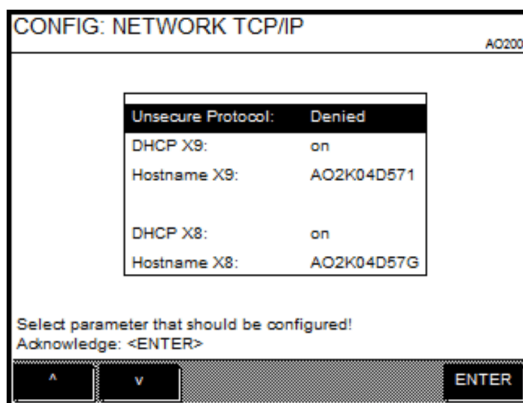 CONFIG: NETWORK TCP/IP
AO200
Unsecure Protocol: Denied
DHCP X9: on
Hostname X9: AO2K04D571
DHCP X8: on
Hostname X8: AO2K04D57G
Select parameter that should be configured!
Acknowledge: <ENTER>
^ v ENTER